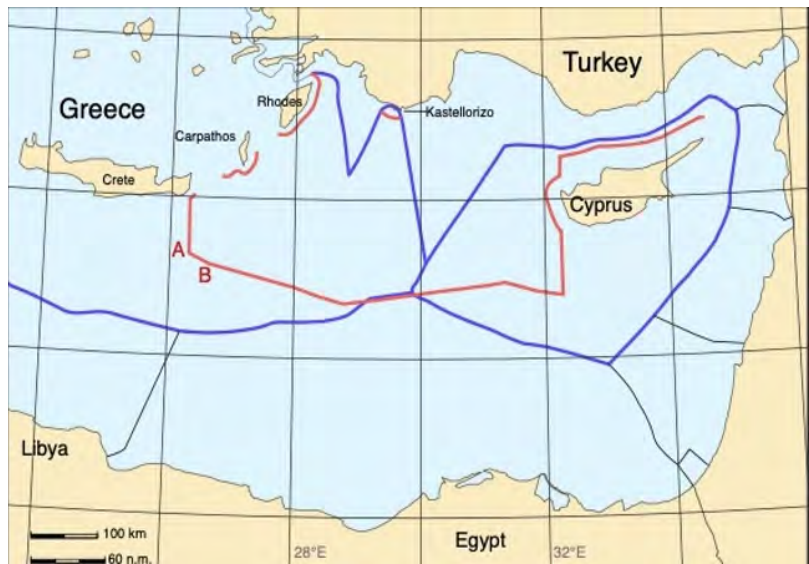 Turkey
Greece
Rhodes
Kastellorizo
Carpathos
Crete
Cyprus
A
B
Libya
100 km
Egypt
28°E
32°E
60 n.m.